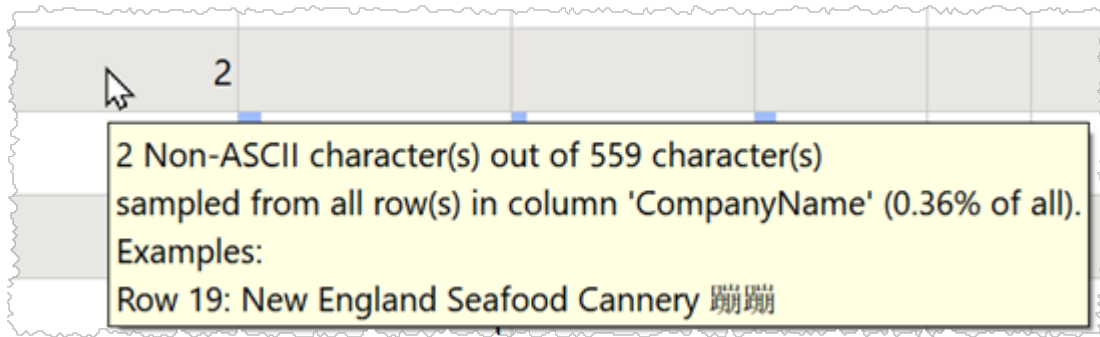 2
2 Non-ASCII character(s) out of 559 character(s)
sampled from all row(s) in column 'CompanyName' (0.36% of all).
Examples:
Row 19: New England Seafood Cannery 蹦蹦